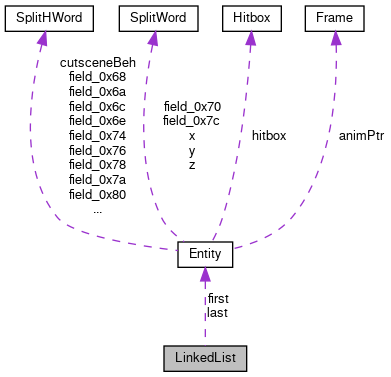 SplitHWord
SplitWord
Hitbox
Frame
cutsceneBeh
field_0x68
field_0x6a
field_0x6c
field_0x6e
field_0x74
field_0x76
field_0x78
field_0x7a
field_0x80
...
field_0x70
field_0x7c
x
y
z
hitbox
animPtr
Entity
first
last
LinkedList